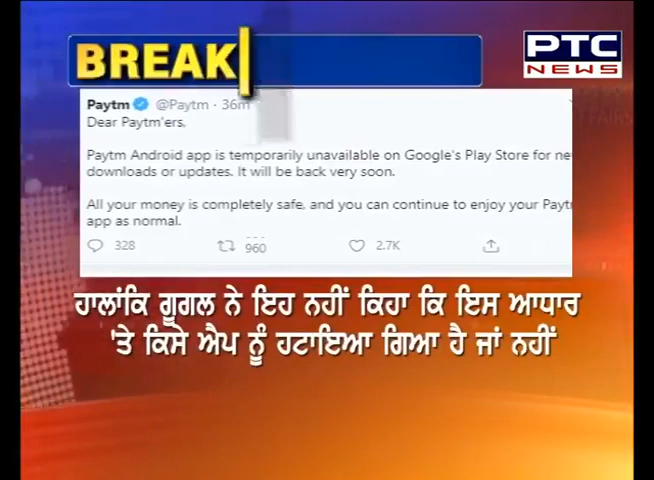 BREAK
PTC
NEWS
Paytm @Paytm · 36m
Dear Paytm'ers,
Paytm Android app is temporarily unavailable on Google's Play Store for
downloads or updates. It will be back very soon.
All your money is completely safe, and you can continue to enjoy your
app as normal.
328 960 2.7K
ਹਾਲਾਂਕਿ ਗੂਗਲ ਨੇ ਇਹ ਨਹੀਂ ਕਿਹਾ ਕਿ ਇਸ ਆਧਾਰ
'ਤੇ ਕਿਸੇ ਐਪ ਨੂੰ ਹਟਾਇਆ ਗਿਆ ਹੈ ਜਾਂ ਨਹੀਂ